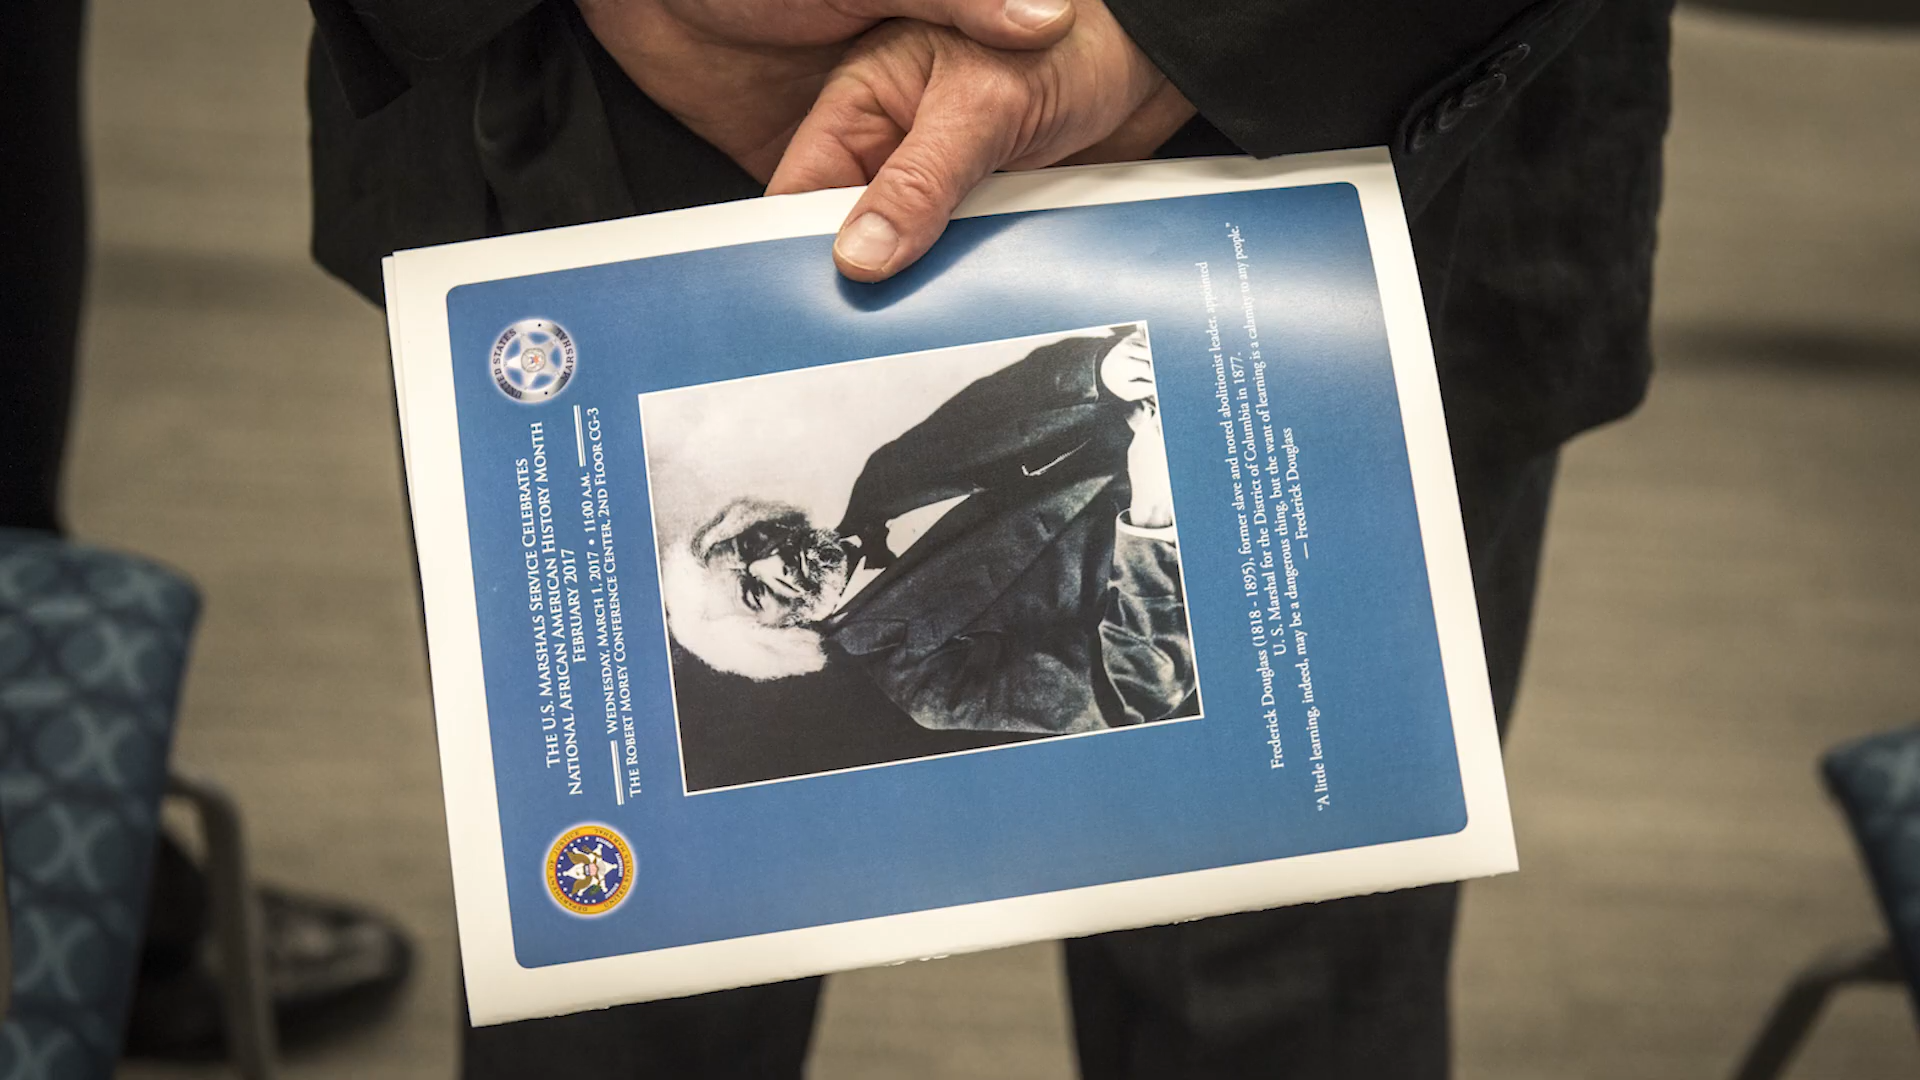 THE U.S. MARSHALS SERVICE CELEBRATES
NATIONAL AFRICAN AMERICAN HISTORY MONTH
FEBRUARY 2017
WEDNESDAY, MARCH 1, 2017 • 11:00 A.M.
THE ROBERT MOREY CONFERENCE CENTER, 2ND FLOOR CG-3
UNITED STATES MARSHAL
Frederick Douglass (1818 - 1895), former slave and noted abolitionist leader, appointed
U. S. Marshal for the District of Columbia in 1877.
“A little learning, indeed, may be a dangerous thing, but the want of learning is a calamity to any people.”
— Frederick Douglass